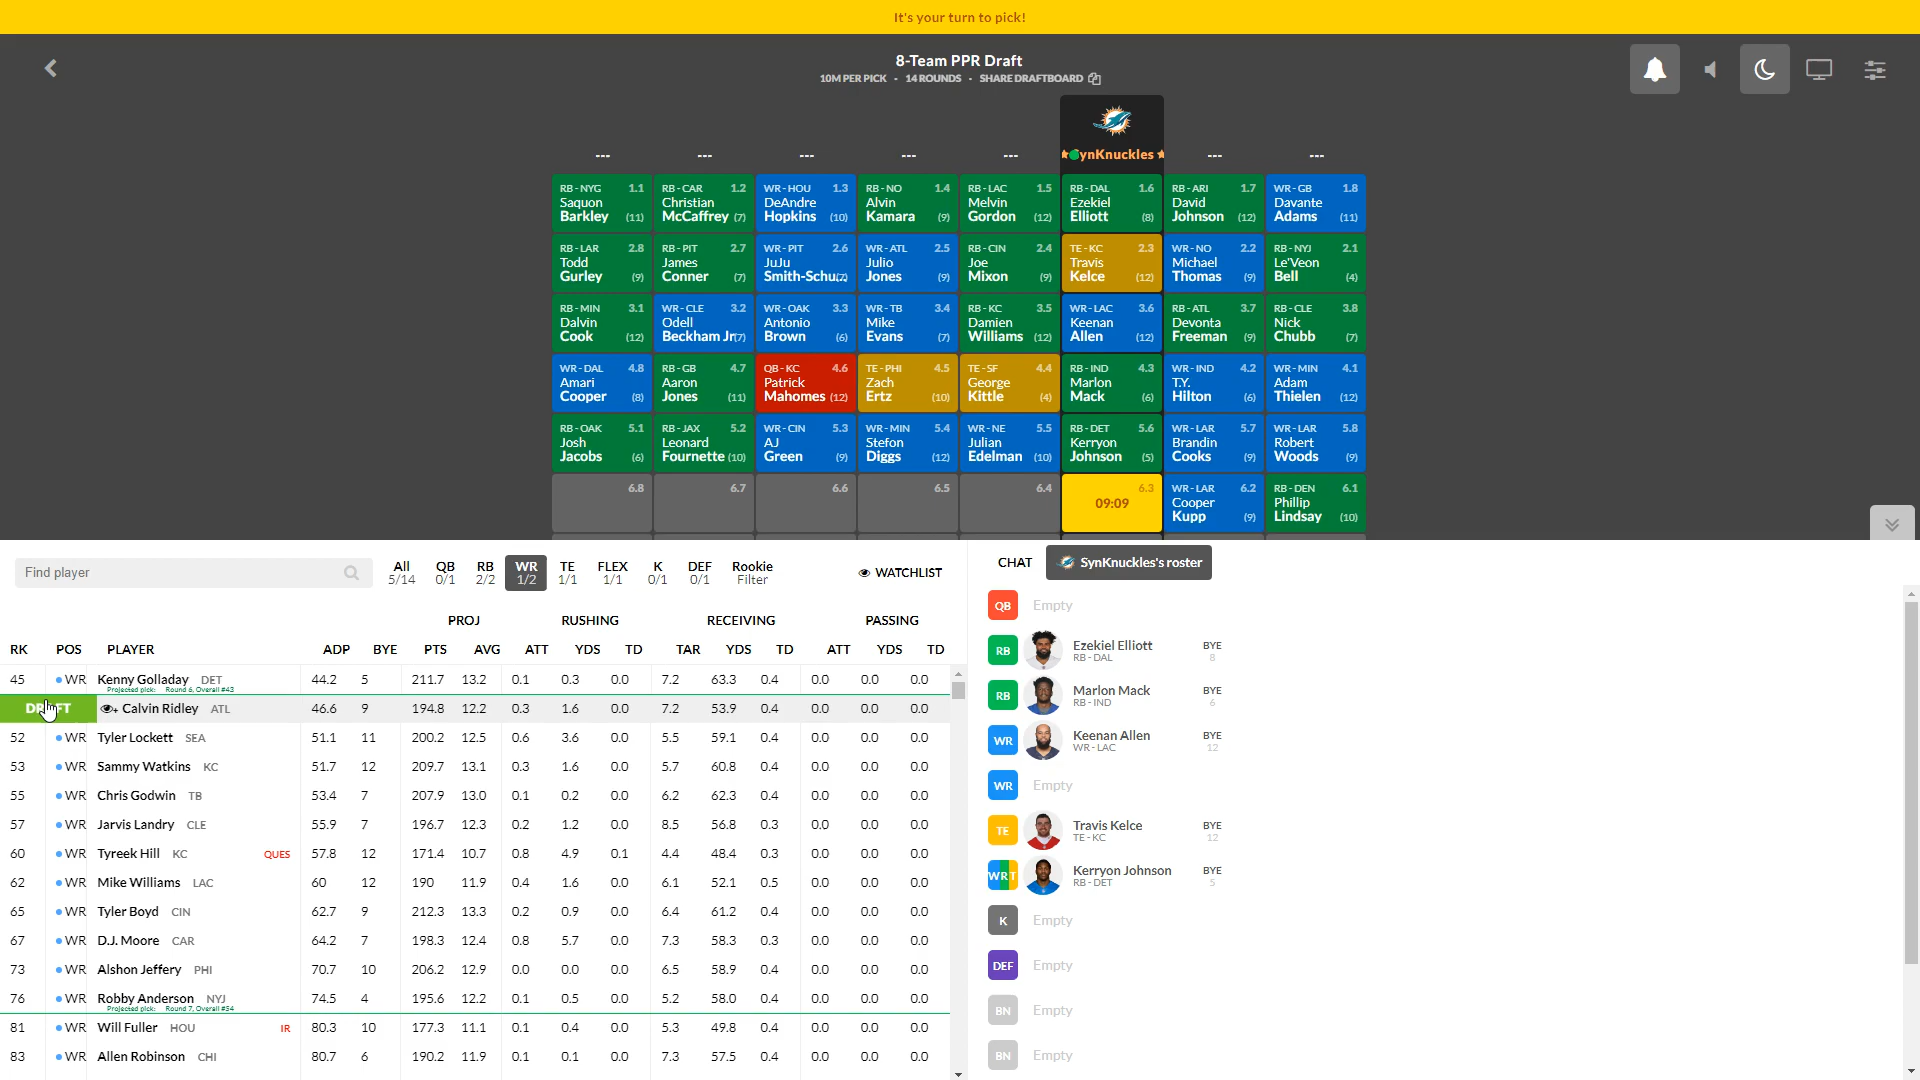 It's your turn to pick!
8-Team PPR Draft
10M PER PICK - 14 ROUNDS - SHARE DRAFTBOARD
--- --- --- --- --- SynKnuckles --- ---
RB - NYG 1.1 RB - CAR 1.2 WR - HOU 1.3 RB - NO 1.4 RB - LAC 1.5 RB - DAL 1.6 RB - ARI 1.7 WR - GB 1.8
Saquon Christian DeAndre Alvin Melvin Ezekiel David Davante
Barkley (11) McCaffrey (7) Hopkins (10) Kamara (9) Gordon (12) Elliott (8) Johnson (12) Adams (11)
RB - LAR 2.8 RB - PIT 2.7 WR - PIT 2.6 WR - ATL 2.5 RB - CIN 2.4 TE - KC 2.3 WR - NO 2.2 RB - NYJ 2.1
Todd James JuJu Julio Joe Travis Michael Le'Veon
Gurley (9) Conner (7) Smith-Schu... (7) Jones (9) Mixon (9) Kelce (12) Thomas (9) Bell (4)
RB - MIN 3.1 WR - CLE 3.2 WR - OAK 3.3 WR - TB 3.4 RB - KC 3.5 WR - LAC 3.6 RB - ATL 3.7 RB - CLE 3.8
Dalvin Odell Antonio Mike Damien Keenan Devonta Nick
Cook (12) Beckham Jr (7) Brown (6) Evans (7) Williams (12) Allen (12) Freeman (9) Chubb (7)
WR - DAL 4.8 RB - GB 4.7 QB - KC 4.6 TE - PHI 4.5 TE - SF 4.4 RB - IND 4.3 WR - IND 4.2 WR - MIN 4.1
Amari Aaron Patrick Zach George Marlon T.Y. Adam
Cooper (8) Jones (11) Mahomes (12) Ertz (10) Kittle (4) Mack (6) Hilton (6) Thielen (12)
RB - OAK 5.1 RB - JAX 5.2 WR - CIN 5.3 WR - MIN 5.4 WR - NE 5.5 RB - DET 5.6 WR - LAR 5.7 WR - LAR 5.8
Josh Leonard AJ Stefon Julian Kerryon Brandin Robert
Jacobs (6) Fournette (10) Green (9) Diggs (12) Edelman (10) Johnson (5) Cooks (9) Woods (9)
6.8 6.7 6.6 6.5 6.4 6.3 WR - LAR 6.2 RB - DEN 6.1
09:09 Cooper Phillip
Kupp (9) Lindsay (10)
Find player
All QB RB WR TE FLEX K DEF Rookie
5/14 0/1 2/2 1/2 1/1 1/1 0/1 0/1 Filter
WATCHLIST
PROJ RUSHING RECEIVING PASSING
RK POS PLAYER ADP BYE PTS AVG ATT YDS TD TAR YDS TD ATT YDS TD
45 WR Kenny Golladay DET 44.2 5 211.7 13.2 0.1 0.3 0.0 7.2 63.3 0.4 0.0 0.0 0.0
Projected pick: Round 6, Overall #43
DRAFT Calvin Ridley ATL 46.6 9 194.8 12.2 0.3 1.6 0.0 7.2 53.9 0.4 0.0 0.0 0.0
52 WR Tyler Lockett SEA 51.1 11 200.2 12.5 0.6 3.6 0.0 5.5 59.1 0.4 0.0 0.0 0.0
53 WR Sammy Watkins KC 51.7 12 209.7 13.1 0.3 1.6 0.0 5.7 60.8 0.4 0.0 0.0 0.0
55 WR Chris Godwin TB 53.4 7 207.9 13.0 0.1 0.2 0.0 6.2 62.3 0.4 0.0 0.0 0.0
57 WR Jarvis Landry CLE 55.9 7 196.7 12.3 0.2 1.2 0.0 8.5 56.8 0.3 0.0 0.0 0.0
60 WR Tyreek Hill KC QUES 57.8 12 171.4 10.7 0.8 4.9 0.1 4.4 48.4 0.3 0.0 0.0 0.0
62 WR Mike Williams LAC 60 12 190 11.9 0.4 1.6 0.0 6.1 52.1 0.5 0.0 0.0 0.0
65 WR Tyler Boyd CIN 62.7 9 212.3 13.3 0.2 0.9 0.0 6.4 61.2 0.4 0.0 0.0 0.0
67 WR D.J. Moore CAR 64.2 7 198.3 12.4 0.8 5.7 0.0 7.3 58.3 0.3 0.0 0.0 0.0
73 WR Alshon Jeffery PHI 70.7 10 206.2 12.9 0.0 0.0 0.0 6.5 58.9 0.4 0.0 0.0 0.0
76 WR Robby Anderson NYJ 74.5 4 195.6 12.2 0.1 0.5 0.0 5.2 58.0 0.4 0.0 0.0 0.0
Projected pick: Round 7, Overall #54
81 WR Will Fuller HOU IR 80.3 10 177.3 11.1 0.1 0.4 0.0 5.3 49.8 0.4 0.0 0.0 0.0
83 WR Allen Robinson CHI 80.7 6 190.2 11.9 0.1 0.1 0.0 7.3 57.5 0.4 0.0 0.0 0.0
CHAT SynKnuckles's roster
QB Empty
RB Ezekiel Elliott BYE
RB - DAL 8
RB Marlon Mack BYE
RB - IND 6
WR Keenan Allen BYE
WR - LAC 12
WR Empty
TE Travis Kelce BYE
TE - KC 12
WRT Kerryon Johnson BYE
RB - DET 5
K Empty
DEF Empty
BN Empty
BN Empty